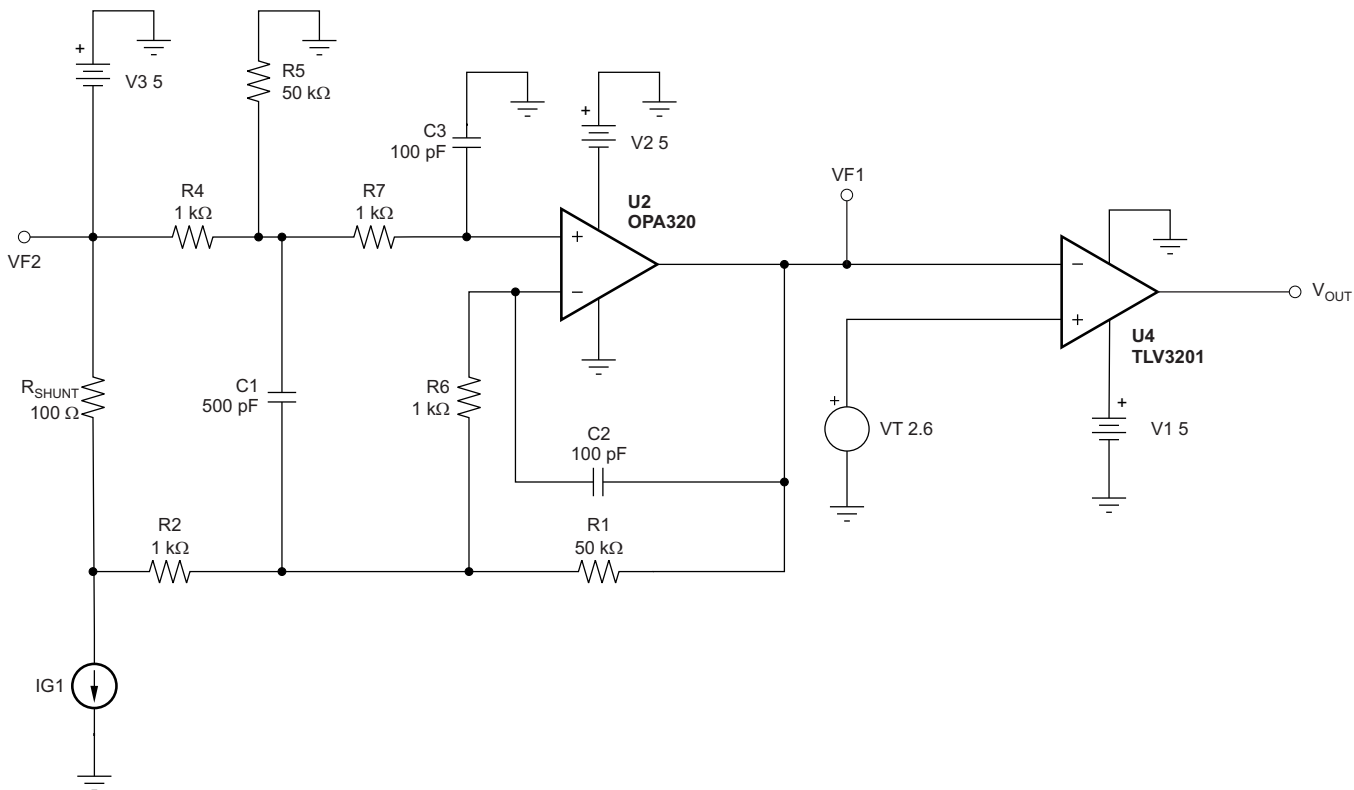 +
V3 5
R5
50 kΩ
C3
100 pF
+
V2 5
R4
1 kΩ
R7
1 kΩ
U2
OPA320
VF1
VF2
+
−
−
+
V_OUT
U4
TLV3201
R_SHUNT
100 Ω
C1
500 pF
R6
1 kΩ
C2
100 pF
+
VT 2.6
+
V1 5
R2
1 kΩ
R1
50 kΩ
IG1